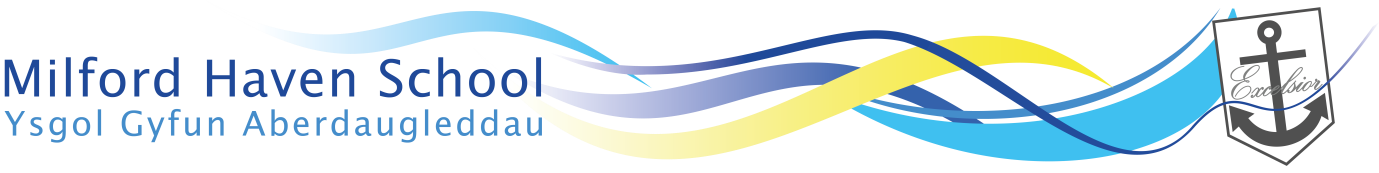 Milford Haven School
Ysgol Gyfun Aberdaugleddau
Excelsior